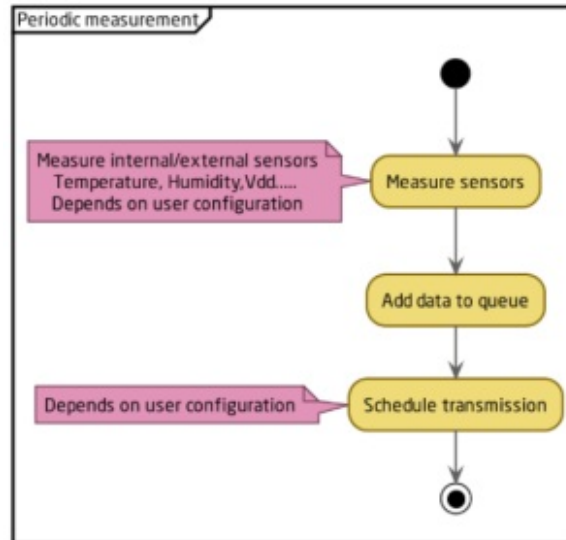 Periodic measurement
Measure internal/external sensors
Temperature, Humidity,Vdd.....
Depends on user configuration
Measure sensors
Add data to queue
Depends on user configuration
Schedule transmission